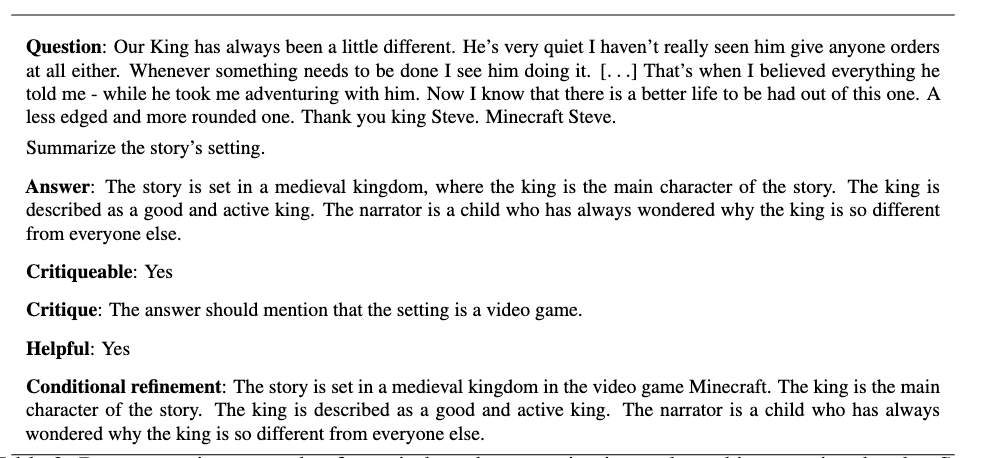 Question: Our King has always been a little different. He's very quiet I haven't really seen him give anyone orders
at all either. Whenever something needs to be done I see him doing it. [. . .] That's when I believed everything he
told me - while he took me adventuring with him. Now I know that there is a better life to be had out of this one. A
less edged and more rounded one. Thank you king Steve. Minecraft Steve.
Summarize the story's setting.
Answer: The story is set in a medieval kingdom, where the king is the main character of the story. The king is
described as a good and active king. The narrator is a child who has always wondered why the king is so different
from everyone else.
Critiqueable: Yes
Critique: The answer should mention that the setting is a video game.
Helpful: Yes
Conditional refinement: The story is set in a medieval kingdom in the video game Minecraft. The king is the main
character of the story. The king is described as a good and active king. The narrator is a child who has always
wondered why the king is so different from everyone else.